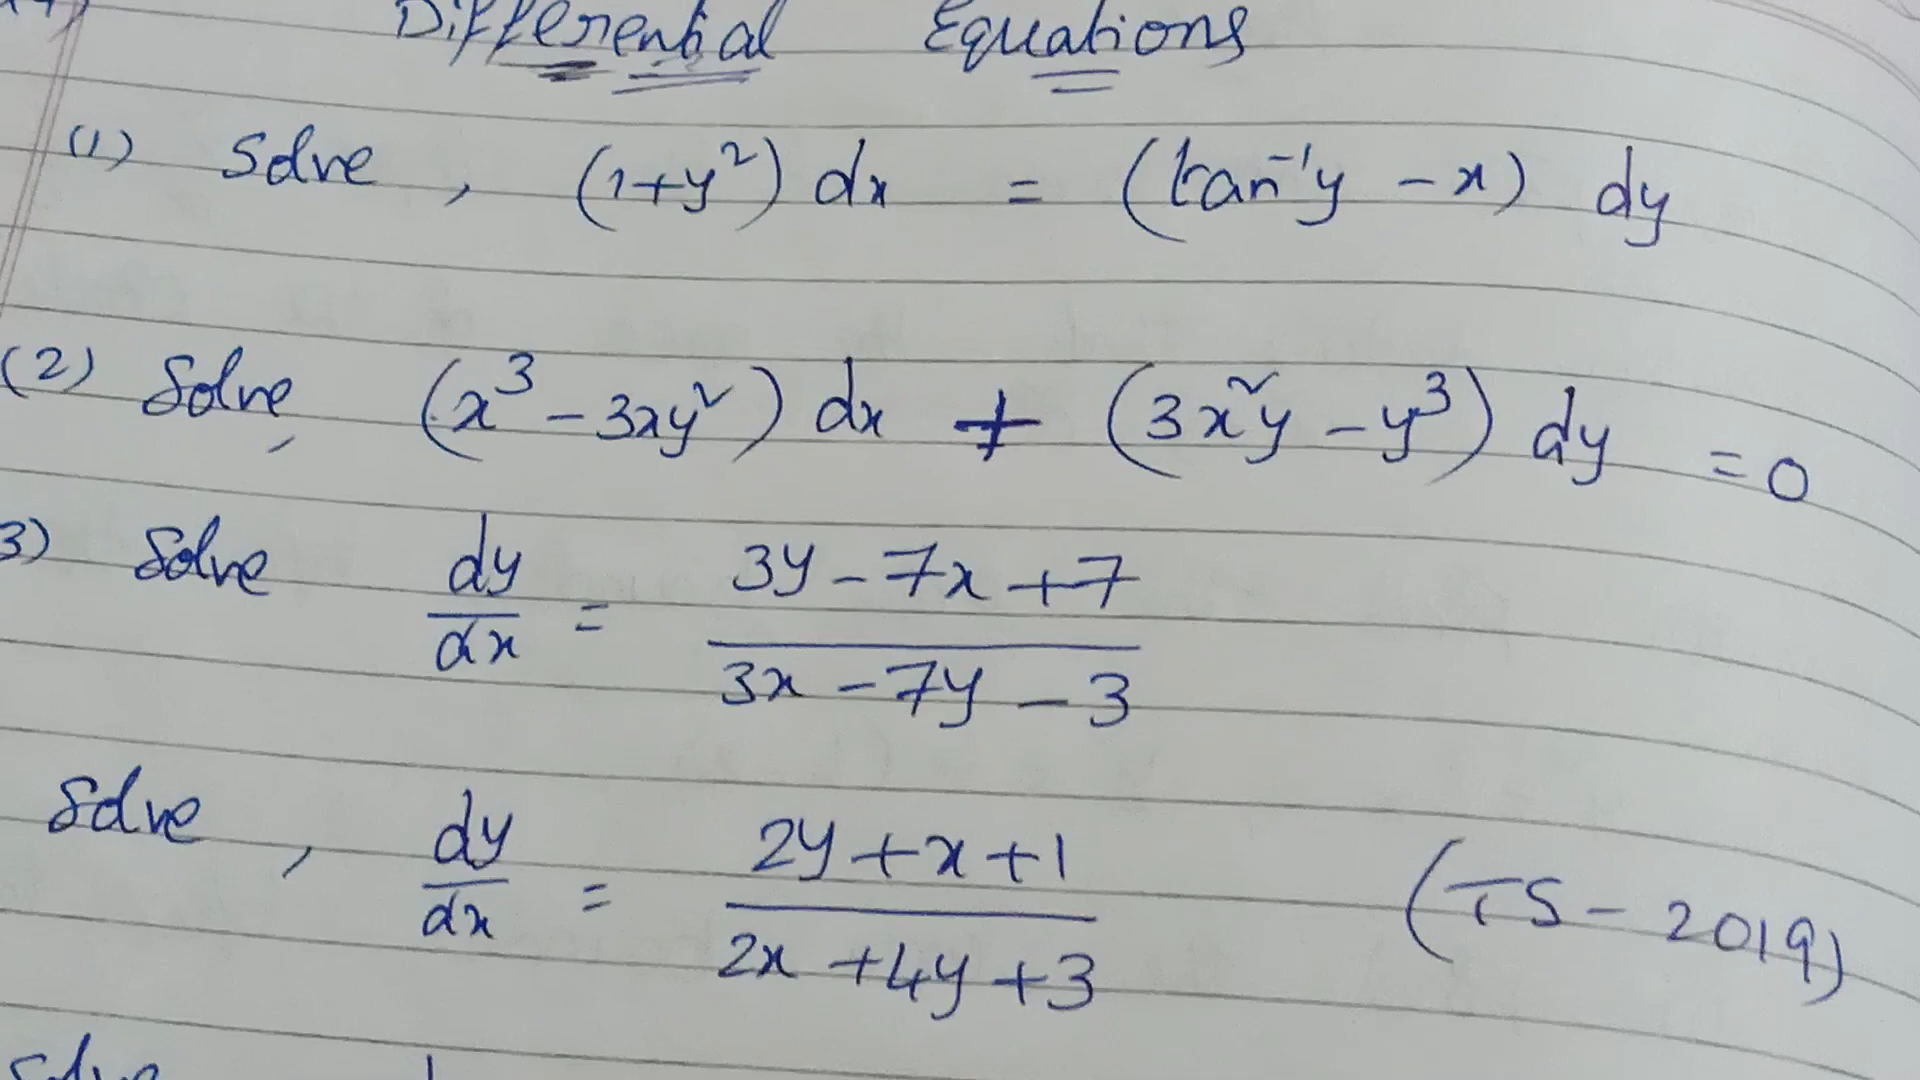 Differential Equations
(1) Solve, (1+y²) dx = (tan⁻¹y - x) dy
(2) Solve, (x³ - 3xy²) dx + (3x²y - y³) dy = 0
3) Solve dy/dx = (3y - 7x + 7)/(3x - 7y - 3)
Solve, dy/dx = (2y + x + 1)/(2x + 4y + 3) (TS - 2019)
Solve